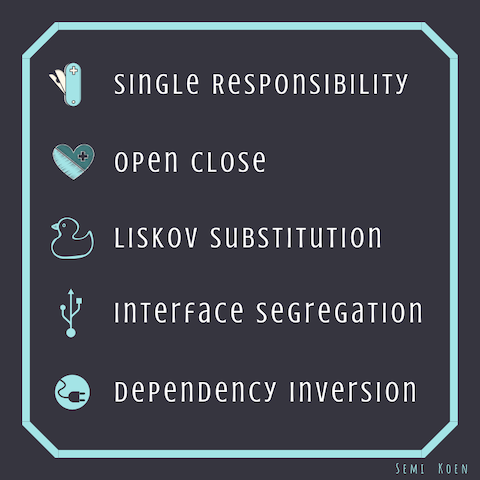 Single Responsibility
Open Close
Liskov Substitution
Interface Segregation
Dependency Inversion
Semi Koen